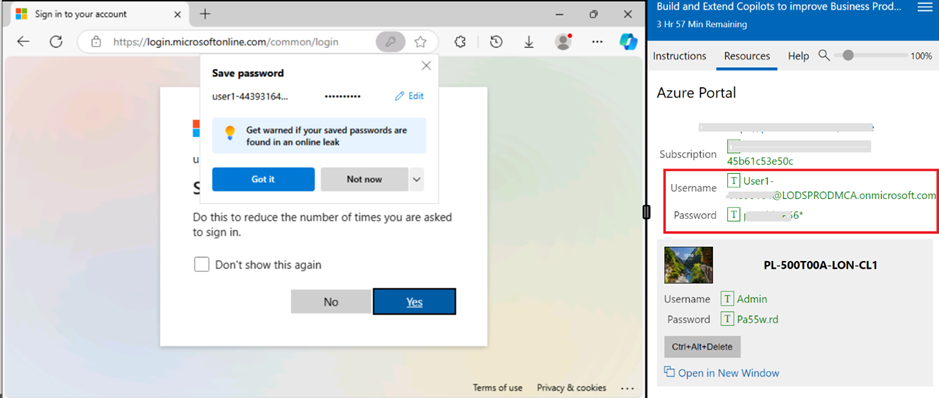 Sign in to your account
https://login.microsoftonline.com/common/login
Save password
user1-44393164... •••••••••• Edit
Get warned if your saved passwords are
found in an online leak
Got it
Not now
Do this to reduce the number of times you are asked
to sign in.
Don't show this again
No
Yes
Terms of use Privacy & cookies ...
Build and Extend Copilots to improve Business Prod...
3 Hr 57 Min Remaining
Instructions Resources Help 100%
Azure Portal
Subscription
45b61c53e50c
Username T User1-
@LODSPRODMCA.onmicrosoft.com
Password T 6*
PL-500T00A-LON-CL1
Username T Admin
Password T Pa55w.rd
Ctrl+Alt+Delete
Open in New Window